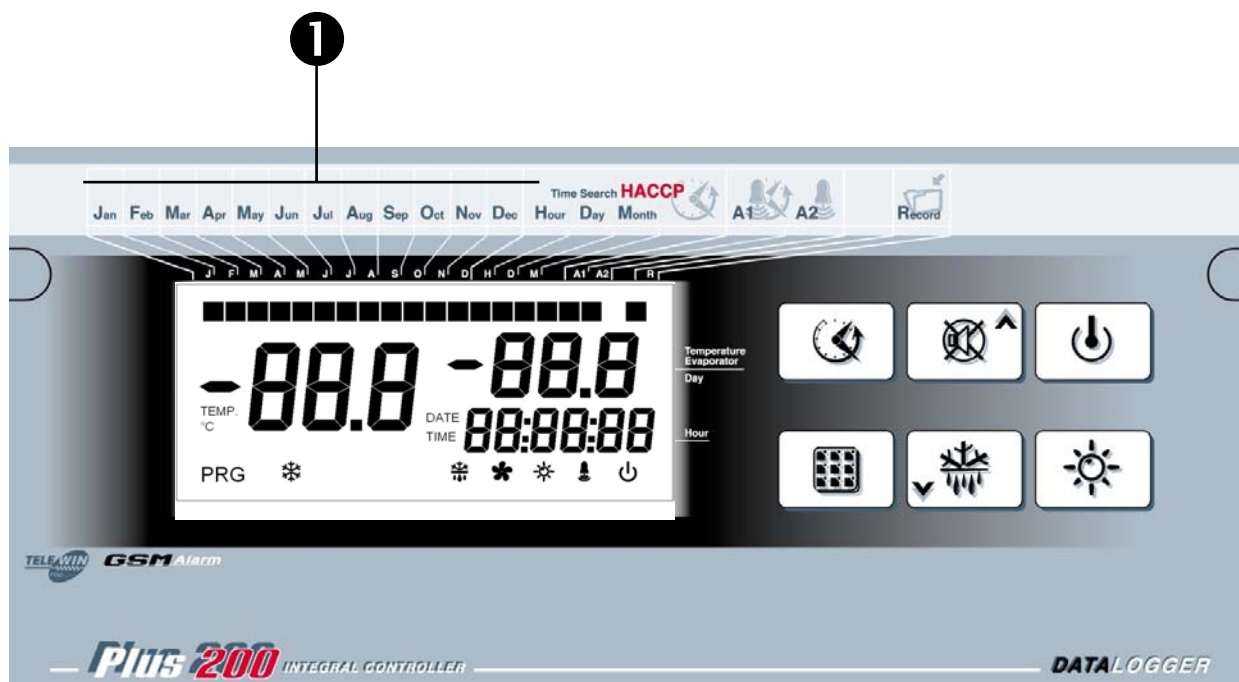 1
Time Search HACCP
Jan Feb Mar Apr May Jun Jul Aug Sep Oct Nov Dec Hour Day Month A1 A2 Record
J F M A M J J A S O N D H D M A1 A2 R
-88.8 -88.8
Temperature
Evaporator
Day
TEMP.
°C
DATE
TIME 88:88:88
Hour
PRG
TELEWIN GSM Alarm
Plus 200 INTEGRAL CONTROLLER DATALOGGER